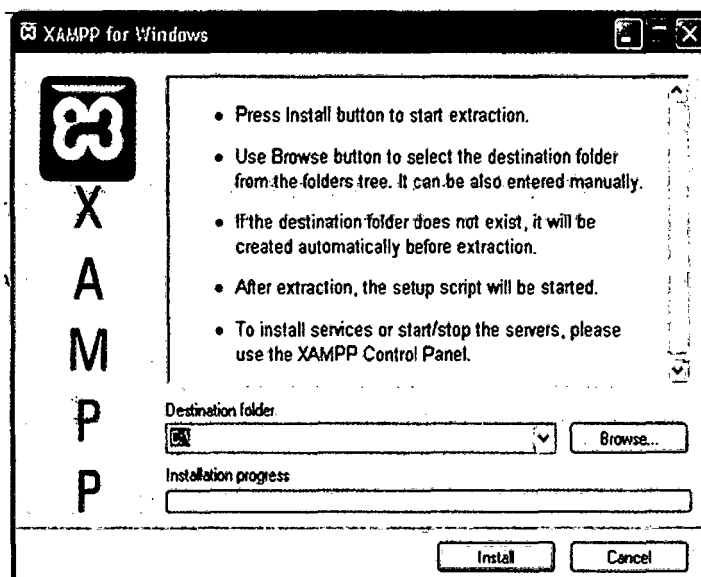 XAMPP for Windows
X
A
M
P
P
• Press Install button to start extraction.
• Use Browse button to select the destination folder
from the folders tree. It can be also entered manually.
• If the destination folder does not exist, it will be
created automatically before extraction.
• After extraction, the setup script will be started.
• To install services or start/stop the servers, please
use the XAMPP Control Panel.
Destination folder
C:\
Browse...
Installation progress
Install
Cancel